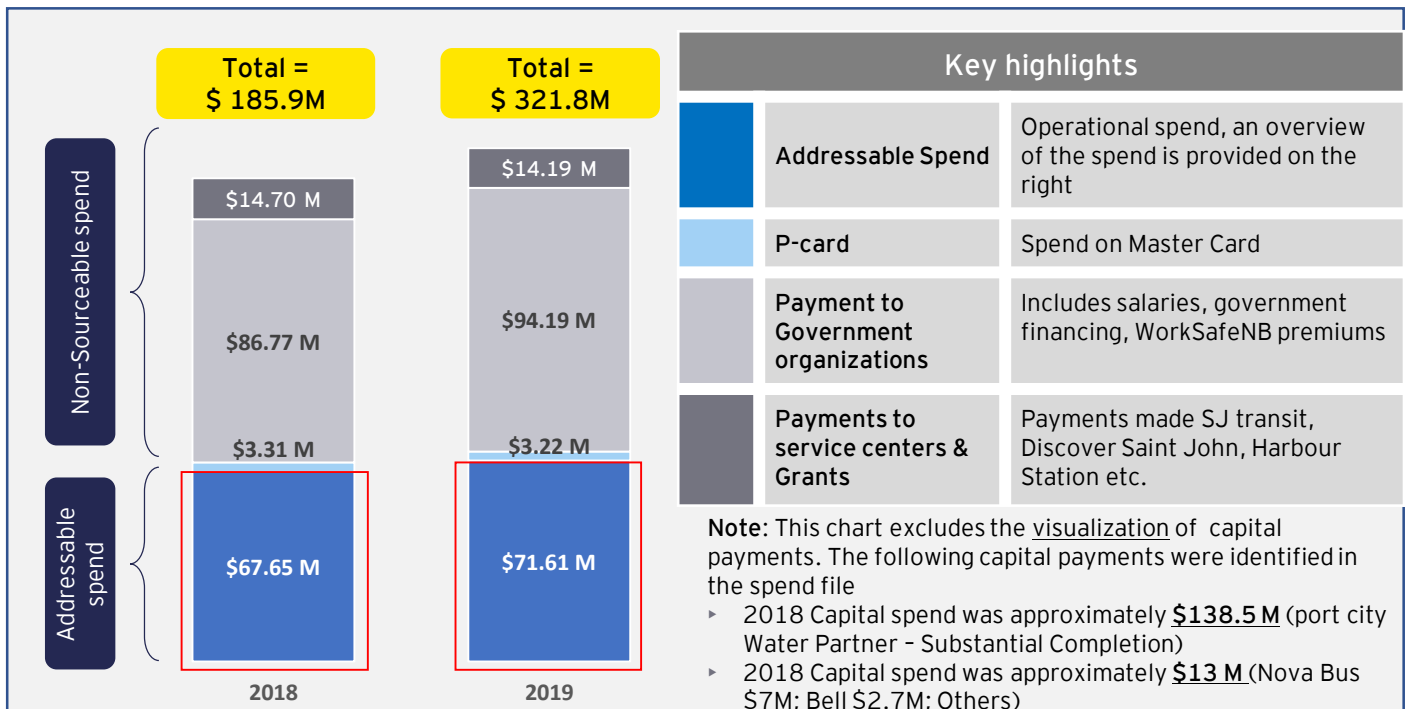 Total =
$ 185.9M
Total =
$ 321.8M
Non-Sourceable spend
Addressable
spend
$14.70 M
$86.77 M
$3.31 M
$67.65 M
2018
$14.19 M
$94.19 M
$3.22 M
$71.61 M
2019
Key highlights
Addressable Spend
Operational spend, an overview
of the spend is provided on the
right
P-card
Spend on Master Card
Payment to
Government
organizations
Includes salaries, government
financing, WorkSafeNB premiums
Payments to
service centers &
Grants
Payments made SJ transit,
Discover Saint John, Harbour
Station etc.
Note: This chart excludes the visualization of capital
payments. The following capital payments were identified in
the spend file
▸ 2018 Capital spend was approximately $138.5 M (port city
Water Partner – Substantial Completion)
▸ 2018 Capital spend was approximately $13 M (Nova Bus
$7M; Bell $2.7M; Others)